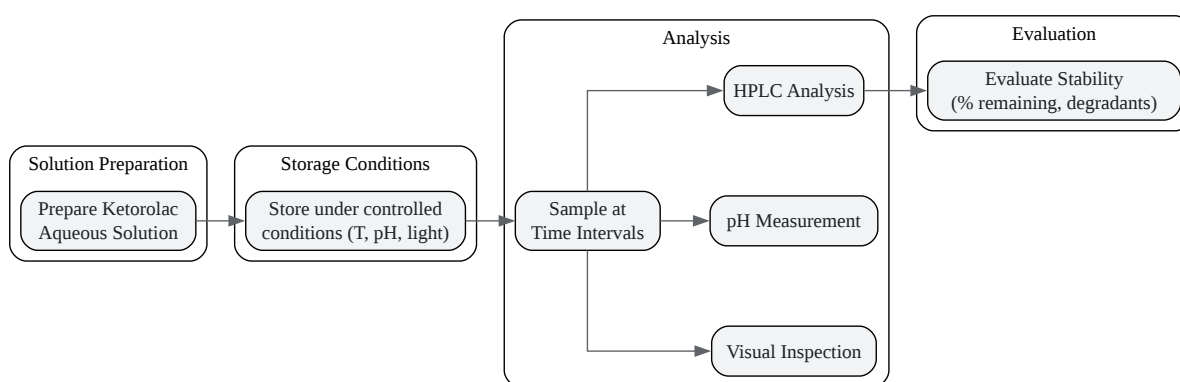 Solution Preparation
Prepare Ketorolac
Aqueous Solution
Storage Conditions
Store under controlled
conditions (T, pH, light)
Analysis
Sample at
Time Intervals
HPLC Analysis
pH Measurement
Visual Inspection
Evaluation
Evaluate Stability
(% remaining, degradants)